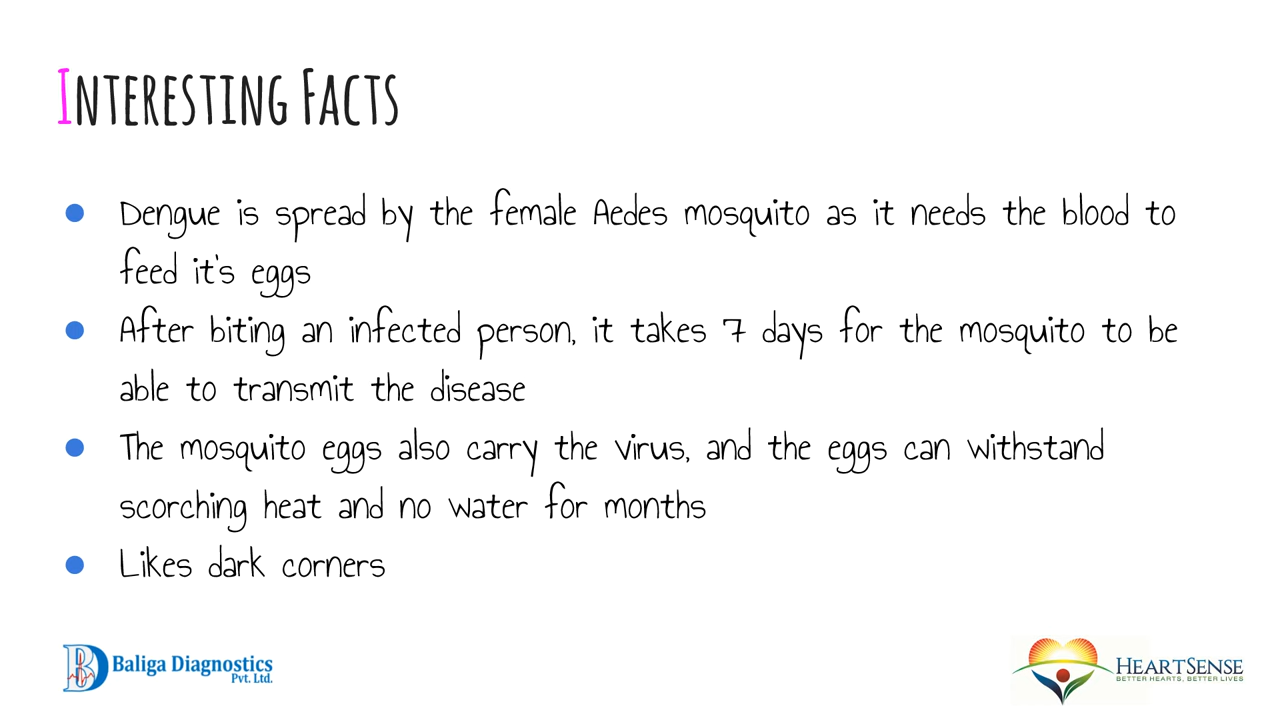 Interesting Facts
Dengue is spread by the female Aedes mosquito as it needs the blood to
feed it's eggs
After biting an infected person, it takes 7 days for the mosquito to be
able to transmit the disease
The mosquito eggs also carry the virus, and the eggs can withstand
scorching heat and no water for months
Likes dark corners
Baliga Diagnostics
Pvt. Ltd.
HeartSense
BETTER HEARTS, BETTER LIVES